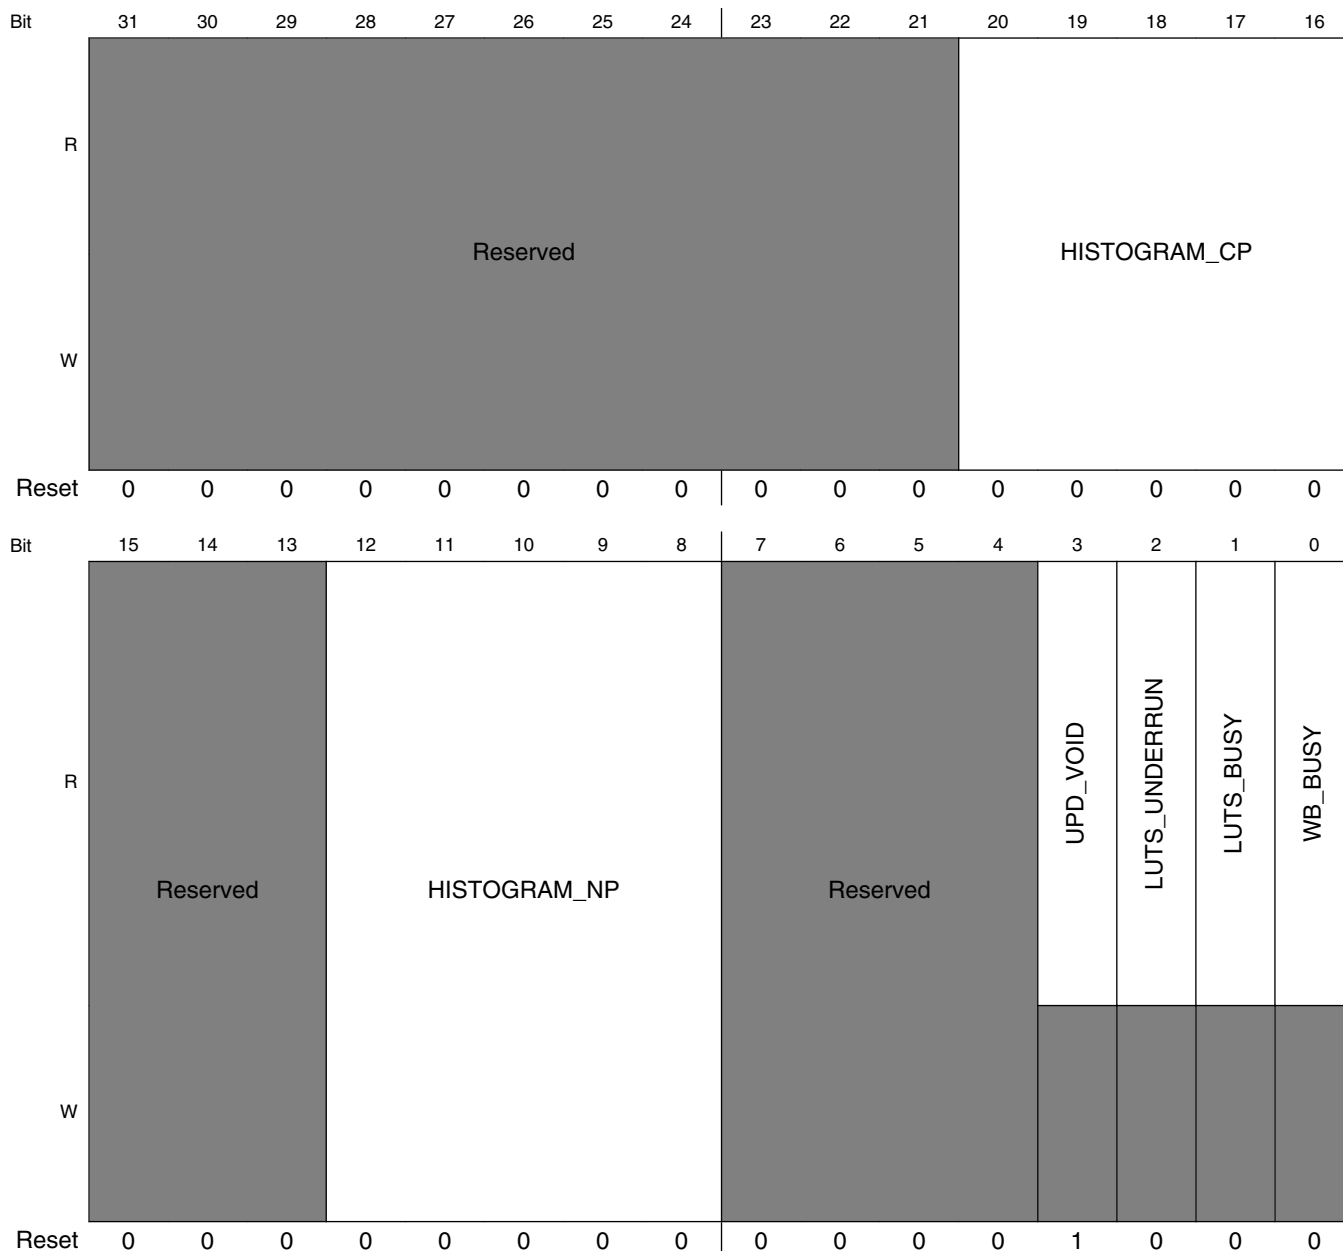 Bit 31 30 29 28 27 26 25 24 23 22 21 20 19 18 17 16
R
Reserved HISTOGRAM_CP
W
Reset 0 0 0 0 0 0 0 0 0 0 0 0 0 0 0 0
Bit 15 14 13 12 11 10 9 8 7 6 5 4 3 2 1 0
R
UPD_VOID
LUTS_UNDERRUN
LUTS_BUSY
WB_BUSY
Reserved HISTOGRAM_NP Reserved
W
Reset 0 0 0 0 0 0 0 0 0 0 0 0 1 0 0 0